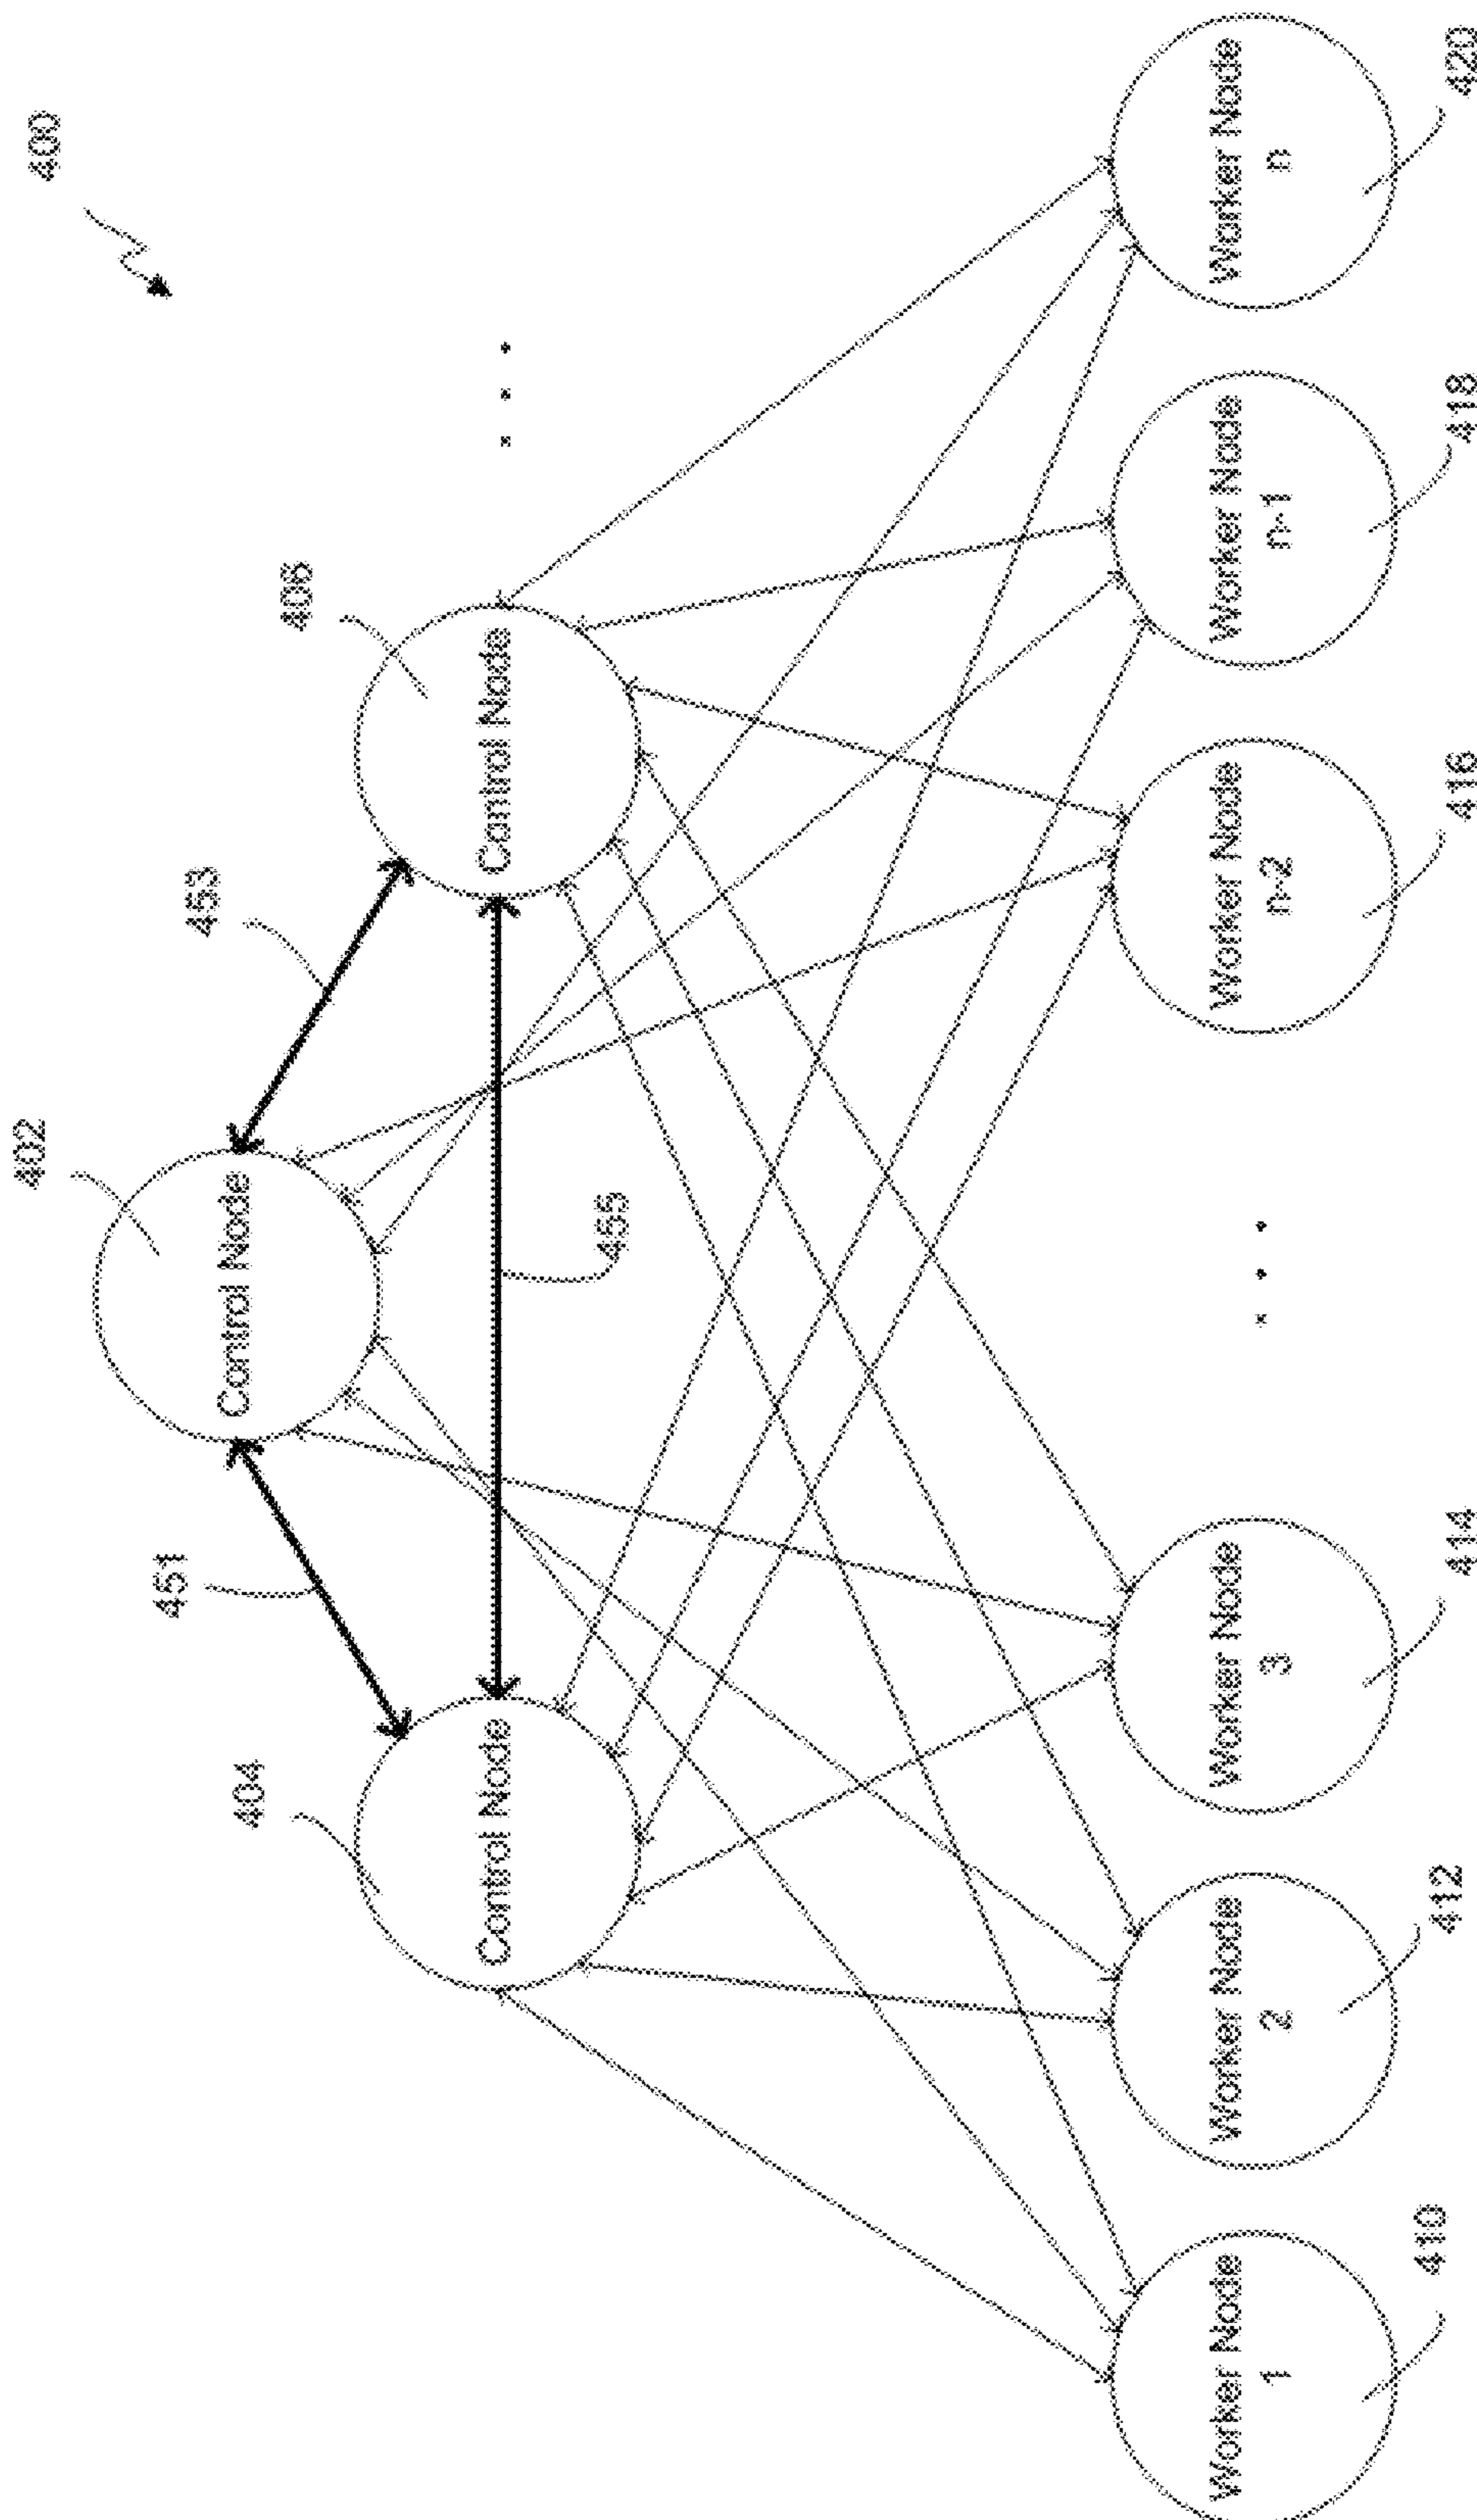 400
402
451
453
404
406
Control Node
Control Node
Control Node
455
Worker Node
1
Worker Node
2
Worker Node
3
. . .
Worker Node
n-2
Worker Node
n-1
Worker Node
n
. . .
410
412
414
416
418
420